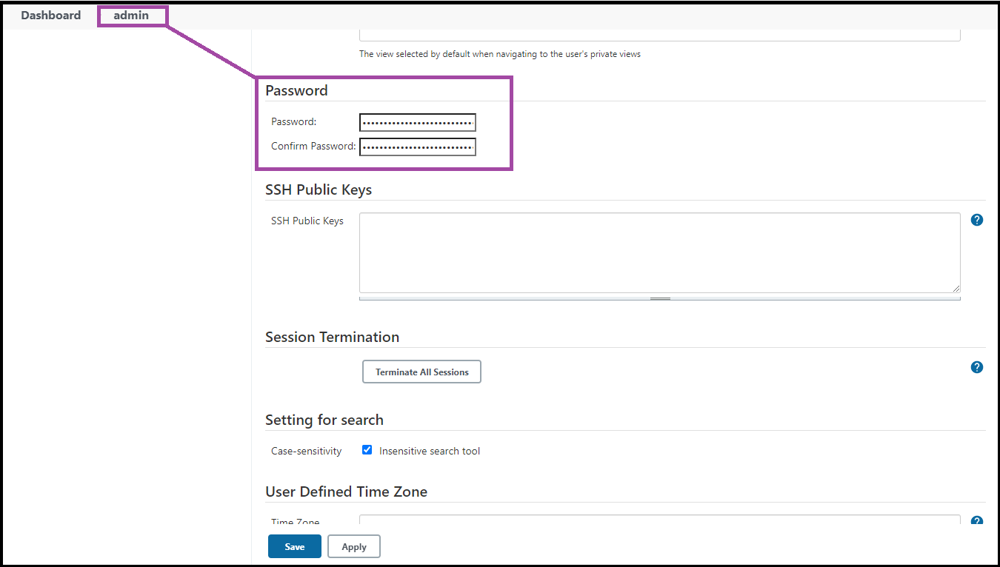 Dashboard admin
The view selected by default when navigating to the user's private views
Password
Password: ••••••••••••••••••••••••••••
Confirm Password: ••••••••••••••••••••••••••••
SSH Public Keys
SSH Public Keys
?
Session Termination
Terminate All Sessions
?
Setting for search
Case-sensitivity Insensitive search tool
User Defined Time Zone
Time Zone
?
Save Apply